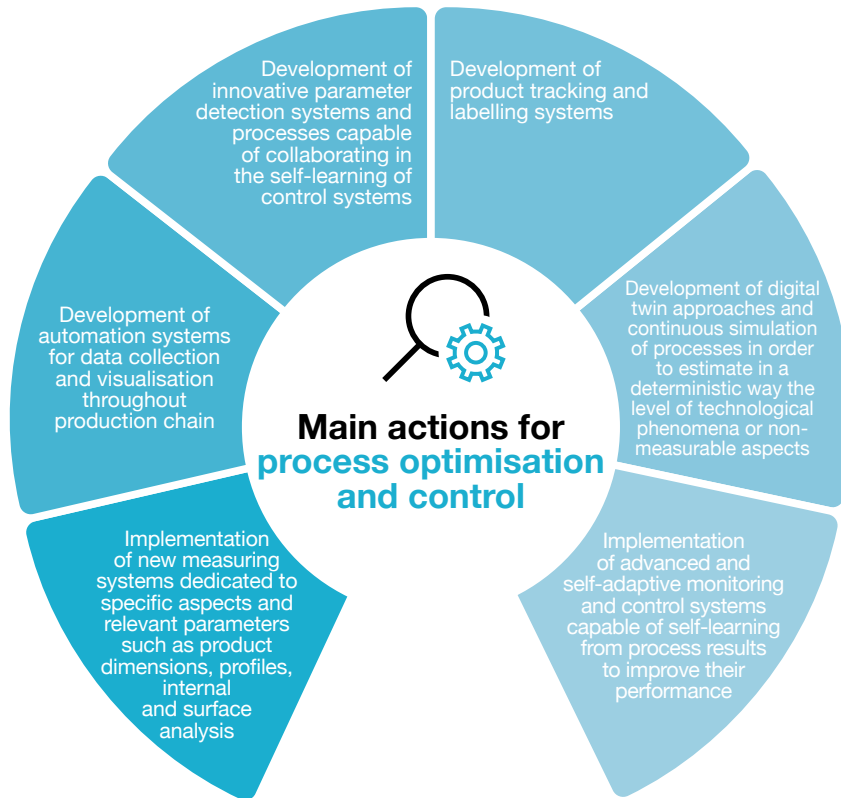 Main actions for
process optimisation
and control
Implementation
of new measuring
systems dedicated to
specific aspects and
relevant parameters
such as product
dimensions, profiles,
internal
and surface
analysis
Development of
automation systems
for data collection
and visualisation
throughout
production chain
Development of
innovative parameter
detection systems and
processes capable
of collaborating in
the self-learning of
control systems
Development of
product tracking and
labelling systems
Development of digital
twin approaches and
continuous simulation
of processes in order
to estimate in a
deterministic way the
level of technological
phenomena or non-
measurable aspects
Implementation
of advanced and
self-adaptive monitoring
and control systems
capable of self-learning
from process results
to improve their
performance